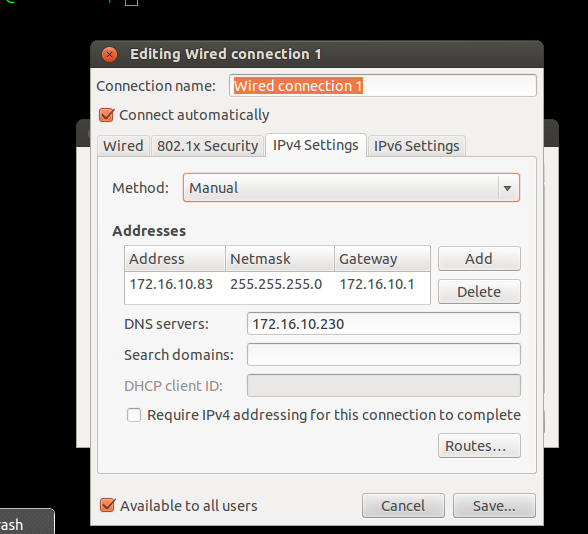 Editing Wired connection 1
Connection name: Wired connection 1
Connect automatically
Wired 802.1x Security IPv4 Settings IPv6 Settings
Method: Manual
Addresses
Address Netmask Gateway
172.16.10.83 255.255.255.0 172.16.10.1
Add
Delete
DNS servers: 172.16.10.230
Search domains:
DHCP client ID:
Require IPv4 addressing for this connection to complete
Routes...
Available to all users
Cancel Save...
ash